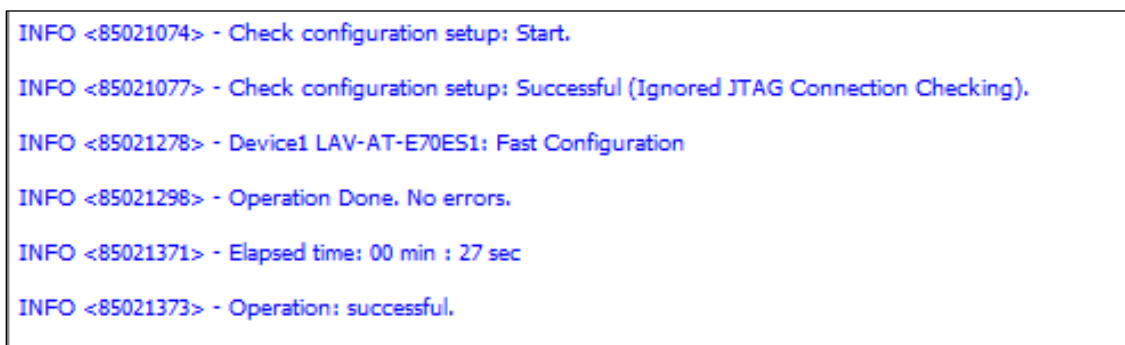 INFO <85021074> - Check configuration setup: Start.
INFO <85021077> - Check configuration setup: Successful (Ignored JTAG Connection Checking).
INFO <85021278> - Device1 LAV-AT-E70ES1: Fast Configuration
INFO <85021298> - Operation Done. No errors.
INFO <85021371> - Elapsed time: 00 min : 27 sec
INFO <85021373> - Operation: successful.